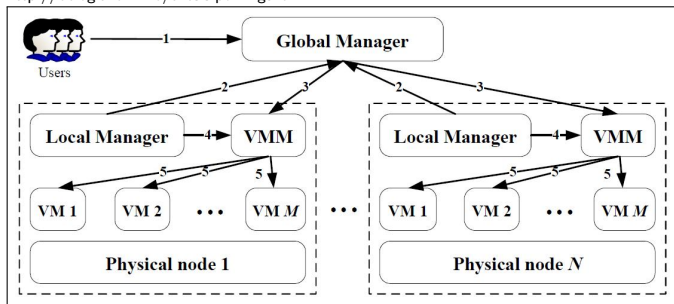 1
Global Manager
Users
2 3 2 3
Local Manager 4 VMM Local Manager 4 VMM
5 5 5 5 5 5
VM 1 VM 2 • • • VM M • • • VM 1 VM 2 • • • VM M
Physical node 1 Physical node N